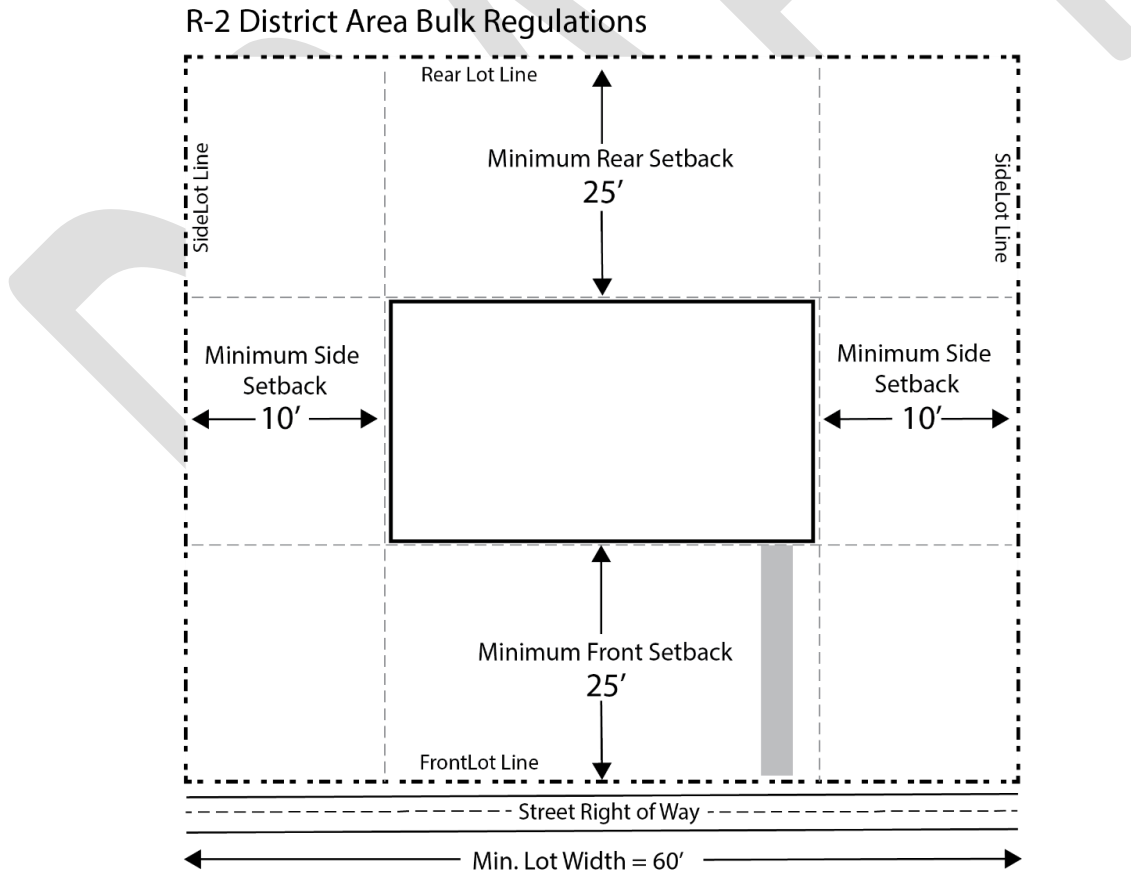 R-2 District Area Bulk Regulations
Rear Lot Line
SideLot Line
SideLot Line
Minimum Rear Setback
25′
Minimum Side
Setback
10′
Minimum Side
Setback
10′
Minimum Front Setback
25′
FrontLot Line
Street Right of Way
Min. Lot Width = 60′